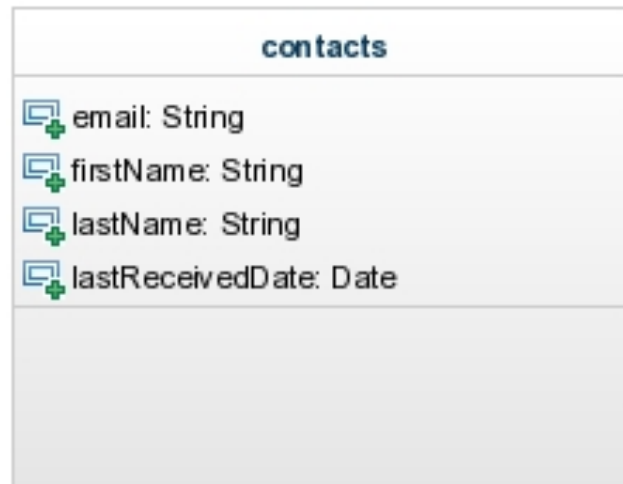 contacts
email: String
firstName: String
lastName: String
lastReceivedDate: Date